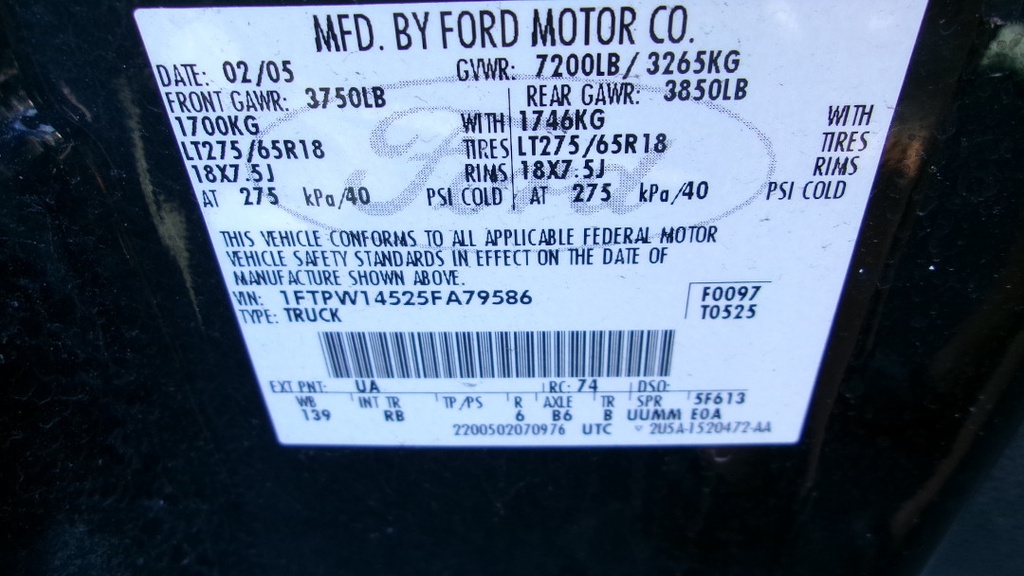 MFD. BY FORD MOTOR CO.
DATE: 02/05 GVWR: 7200LB / 3265KG
FRONT GAWR: 3750LB REAR GAWR: 3850LB
1700KG WITH 1746KG WITH
LT275/65R18 TIRES LT275/65R18 TIRES
18X7.5J RIMS 18X7.5J RIMS
AT 275 kPa/40 PSI COLD AT 275 kPa/40 PSI COLD
Ford
THIS VEHICLE CONFORMS TO ALL APPLICABLE FEDERAL MOTOR
VEHICLE SAFETY STANDARDS IN EFFECT ON THE DATE OF
MANUFACTURE SHOWN ABOVE.
VIN: 1FTPW14525FA79586 F0097
TYPE: TRUCK T0525
EXT PNT: UA RC: 74 DSO:
WB INT TR TP/PS R AXLE TR SPR 5F613
139 RB 6 B6 B UUMM E0A
2200502070976 UTC ▽ 2U5A-1520472-AA